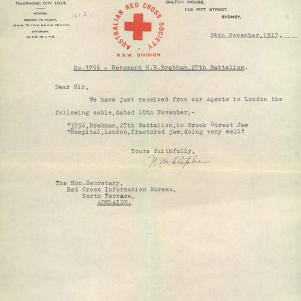 TELEPHONE: CITY 1014.
HOURS:
SATURDAY
AUSTRALIAN RED CROSS SOCIETY
N.S.W. DIVISION
DALTON HOUSE,
115 PITT STREET,
SYDNEY.
24th November, 1917.
No.3756 - Sergeant H.R.Brabham, 27th Battalion.
Dear Sir,
We have just received from our Agents in London the
following cable, dated 10th November,-
"3756, Brabham, 27th Battalion, in Brook Street Jaw
"Hospital, London, fractured jaw, doing very well!
Yours faithfully,
The Hon.Secretary,
Red Cross Information Bureau,
North Terrace,
ADELAIDE.